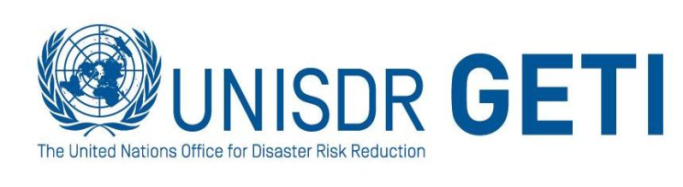 UNISDR GETI
The United Nations Office for Disaster Risk Reduction